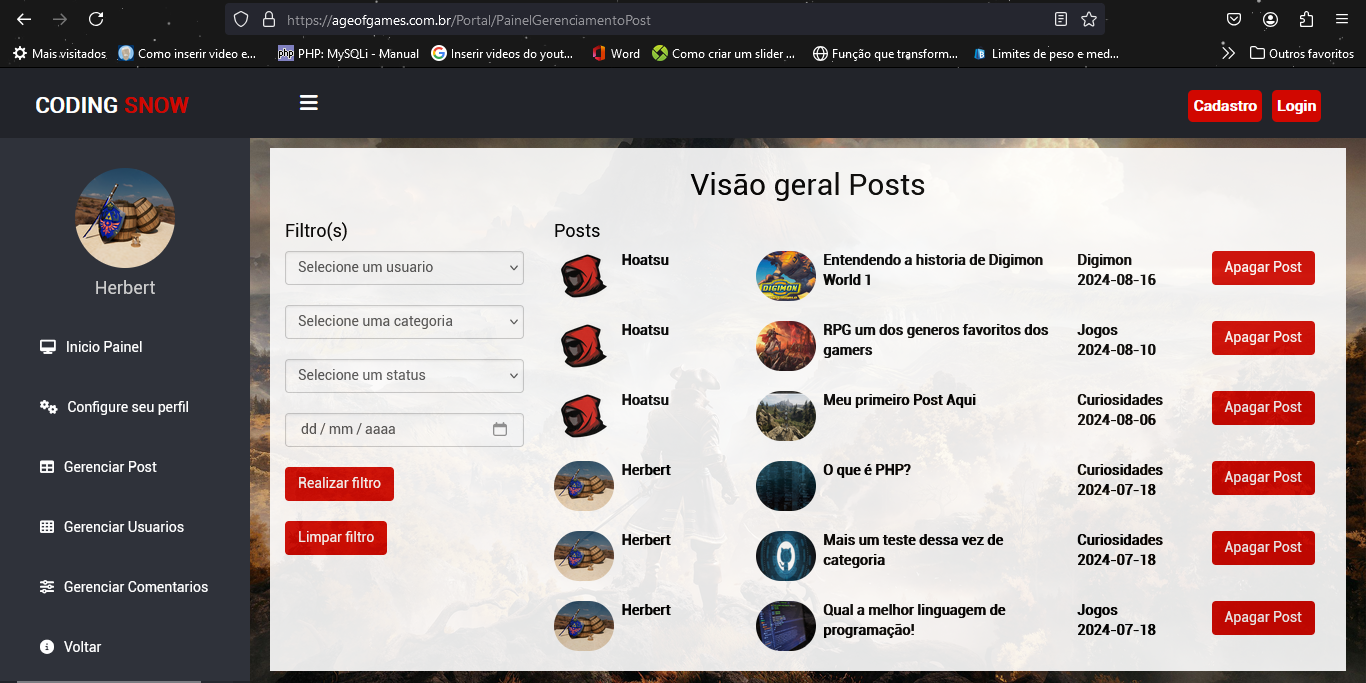 https://ageofgames.com.br/Portal/PainelGerenciamentoPost
Mais visitados
Como inserir video e...
php PHP: MySQLi - Manual
Inserir videos do yout...
Word
Como criar um slider ...
Função que transform...
Limites de peso e med...
Outros favoritos
CODING SNOW
Cadastro
Login
Herbert
Inicio Painel
Configure seu perfil
Gerenciar Post
Gerenciar Usuarios
Gerenciar Comentarios
Voltar
Visão geral Posts
Filtro(s)
Selecione um usuario
Selecione uma categoria
Selecione um status
dd / mm / aaaa
Realizar filtro
Limpar filtro
Posts
Hoatsu
DIGIMON
Entendendo a historia de Digimon
World 1
Digimon
2024-08-16
Apagar Post
Hoatsu
RPG um dos generos favoritos dos
gamers
Jogos
2024-08-10
Apagar Post
Hoatsu
Meu primeiro Post Aqui
Curiosidades
2024-08-06
Apagar Post
Herbert
O que é PHP?
Curiosidades
2024-07-18
Apagar Post
Herbert
Mais um teste dessa vez de
categoria
Curiosidades
2024-07-18
Apagar Post
Herbert
Qual a melhor linguagem de
programação!
Jogos
2024-07-18
Apagar Post